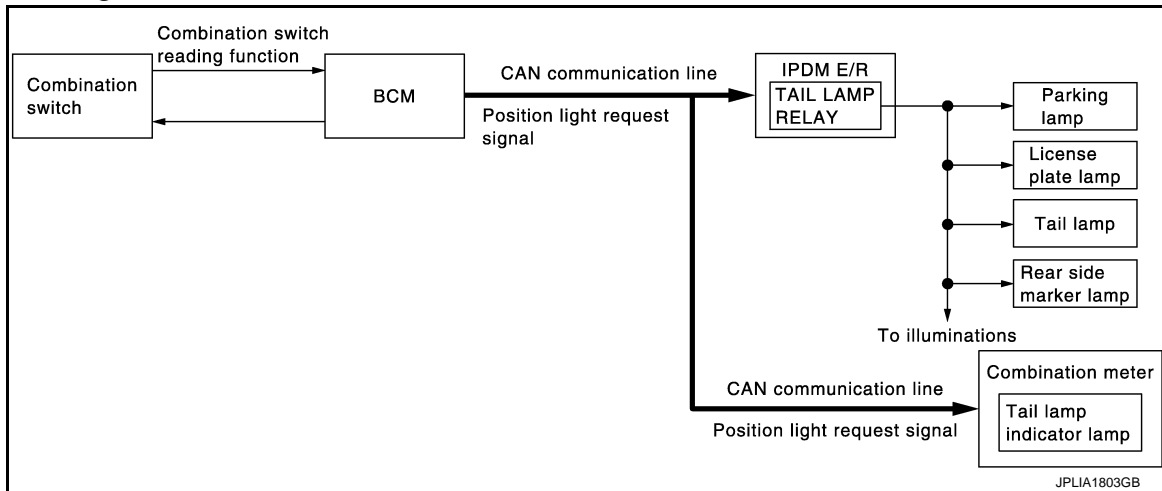 Combination switch
reading function
Combination
switch
BCM
CAN communication line
Position light request
signal
IPDM E/R
TAIL LAMP
RELAY
Parking
lamp
License
plate lamp
Tail lamp
Rear side
marker lamp
To illuminations
CAN communication line
Position light request signal
Combination meter
Tail lamp
indicator lamp
JPLIA1803GB